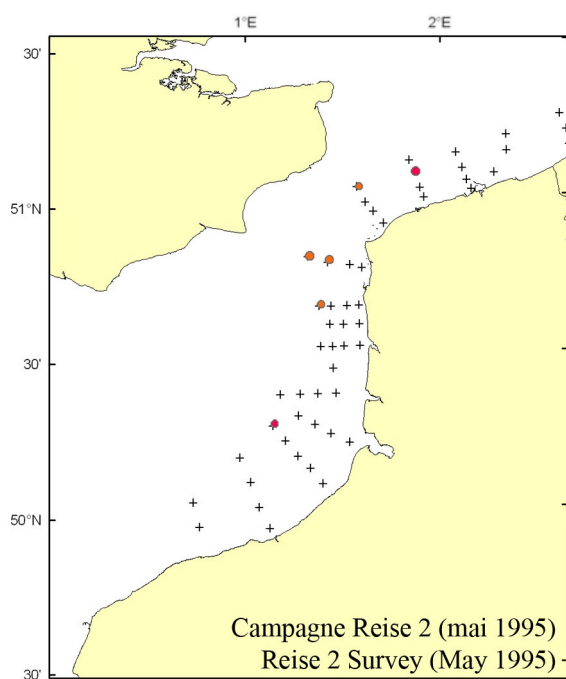 1°E 2°E
30'
51°N
30'
50°N
30'
Campagne Reise 2 (mai 1995)
Reise 2 Survey (May 1995)